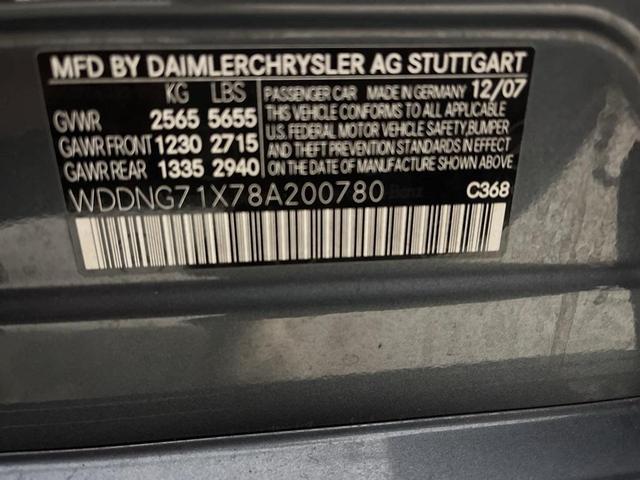 MFD BY DAIMLERCHRYSLER AG STUTTGART
KG LBS
GVWR 2565 5655
GAWR FRONT 1230 2715
GAWR REAR 1335 2940
PASSENGER CAR MADE IN GERMANY 12/07
THIS VEHICLE CONFORMS TO ALL APPLICABLE
U.S. FEDERAL MOTOR VEHICLE SAFETY, BUMPER
AND THEFT PREVENTION STANDARDS IN EFFECT
ON THE DATE OF MANUFACTURE SHOWN ABOVE.
WDDNG71X78A200780 C368